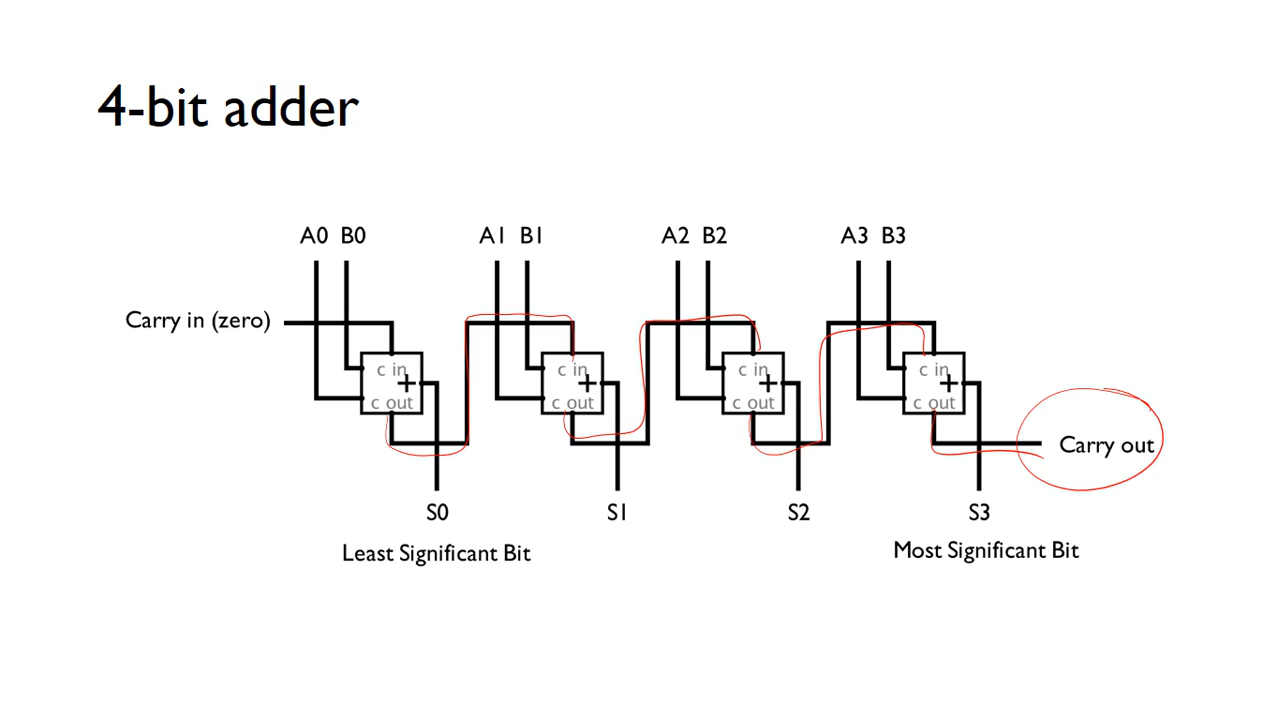 4-bit adder
A0 B0 A1 B1 A2 B2 A3 B3
Carry in (zero)
c in + c in + c in + c in +
c out c out c out c out
Carry out
S0 S1 S2 S3
Least Significant Bit Most Significant Bit